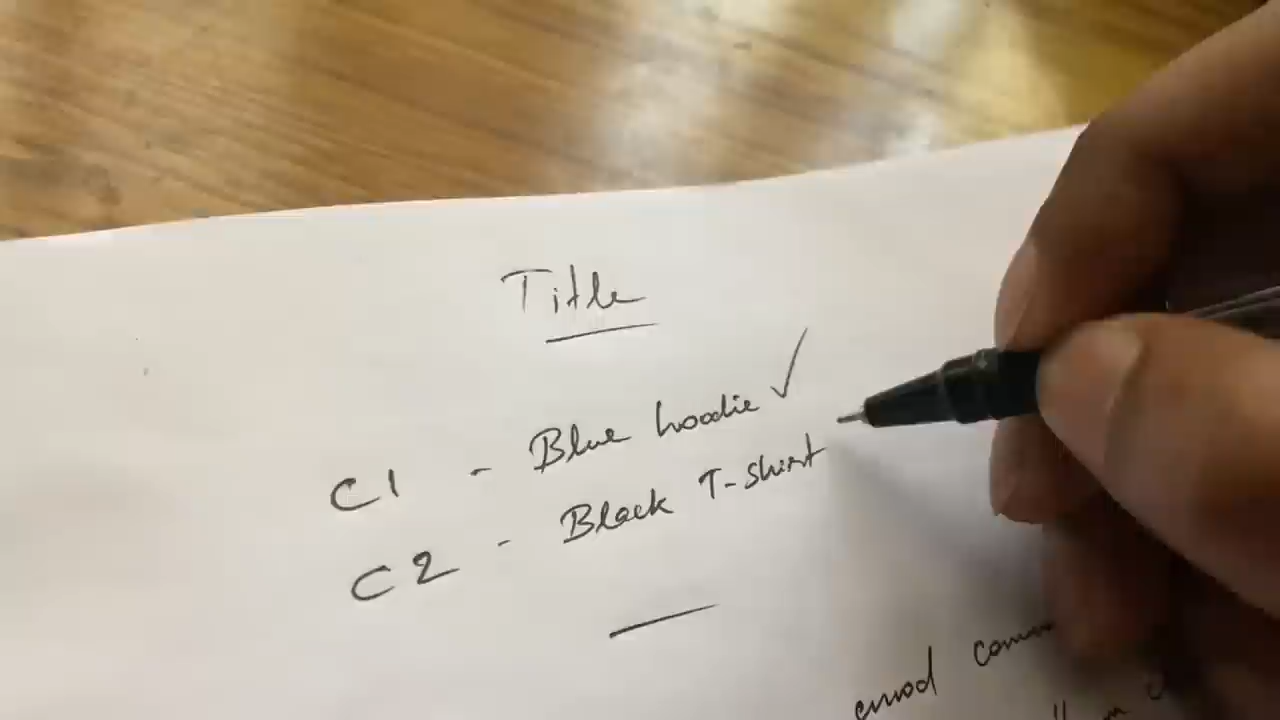 Title
C1 - Blue hoodie ✓
C2 - Black T-Shirt